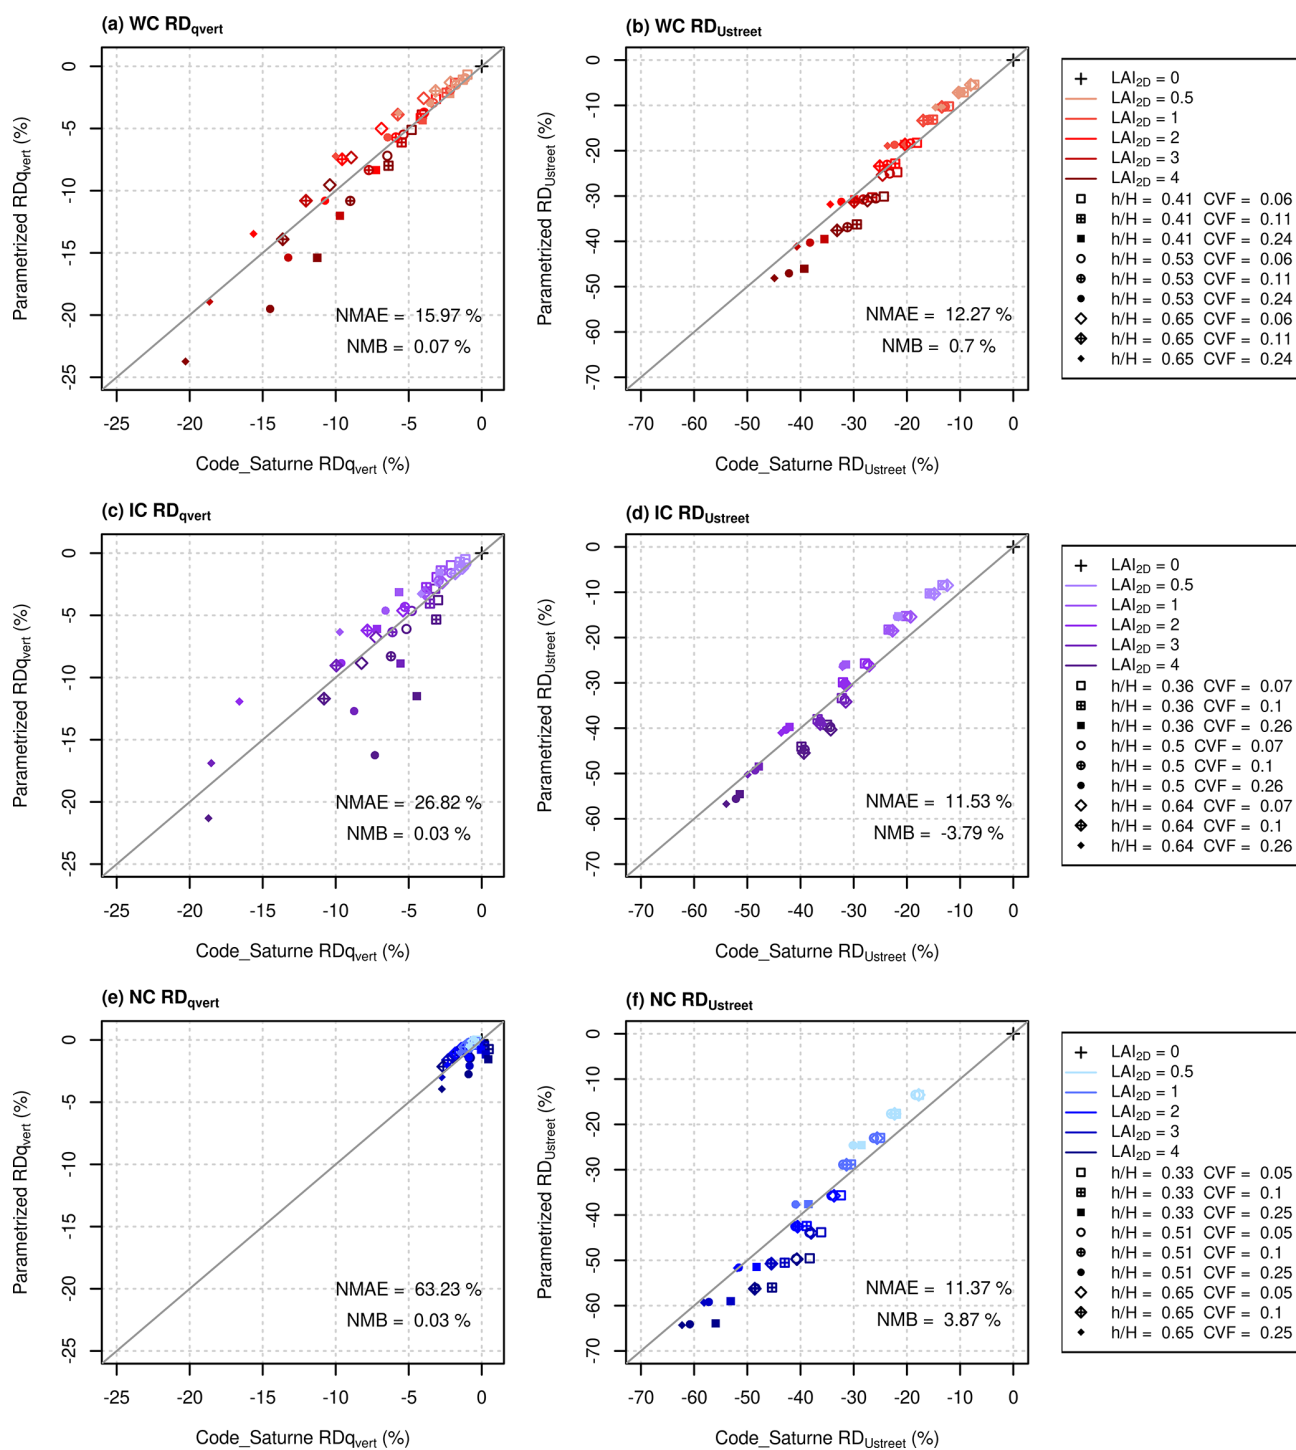 (a) WC RDqvert
0
-5
-10
-15
-20
-25
-25 -20 -15 -10 -5 0
Parametrized RDqvert (%)
Code_Saturne RDqvert (%)
NMAE = 15.97 %
NMB = 0.07 %
(b) WC RDUstreet
0
-10
-20
-30
-40
-50
-60
-70
-70 -60 -50 -40 -30 -20 -10 0
Parametrized RDUstreet (%)
Code_Saturne RDUstreet (%)
NMAE = 12.27 %
NMB = 0.7 %
LAI2D = 0
LAI2D = 0.5
LAI2D = 1
LAI2D = 2
LAI2D = 3
LAI2D = 4
h/H = 0.41 CVF = 0.06
h/H = 0.41 CVF = 0.11
h/H = 0.41 CVF = 0.24
h/H = 0.53 CVF = 0.06
h/H = 0.53 CVF = 0.11
h/H = 0.53 CVF = 0.24
h/H = 0.65 CVF = 0.06
h/H = 0.65 CVF = 0.11
h/H = 0.65 CVF = 0.24
(c) IC RDqvert
0
-5
-10
-15
-20
-25
-25 -20 -15 -10 -5 0
Parametrized RDqvert (%)
Code_Saturne RDqvert (%)
NMAE = 26.82 %
NMB = 0.03 %
(d) IC RDUstreet
0
-10
-20
-30
-40
-50
-60
-70
-70 -60 -50 -40 -30 -20 -10 0
Parametrized RDUstreet (%)
Code_Saturne RDUstreet (%)
NMAE = 11.53 %
NMB = -3.79 %
LAI2D = 0
LAI2D = 0.5
LAI2D = 1
LAI2D = 2
LAI2D = 3
LAI2D = 4
h/H = 0.36 CVF = 0.07
h/H = 0.36 CVF = 0.1
h/H = 0.36 CVF = 0.26
h/H = 0.5 CVF = 0.07
h/H = 0.5 CVF = 0.1
h/H = 0.5 CVF = 0.26
h/H = 0.64 CVF = 0.07
h/H = 0.64 CVF = 0.1
h/H = 0.64 CVF = 0.26
(e) NC RDqvert
0
-5
-10
-15
-20
-25
-25 -20 -15 -10 -5 0
Parametrized RDqvert (%)
Code_Saturne RDqvert (%)
NMAE = 63.23 %
NMB = 0.03 %
(f) NC RDUstreet
0
-10
-20
-30
-40
-50
-60
-70
-70 -60 -50 -40 -30 -20 -10 0
Parametrized RDUstreet (%)
Code_Saturne RDUstreet (%)
NMAE = 11.37 %
NMB = 3.87 %
LAI2D = 0
LAI2D = 0.5
LAI2D = 1
LAI2D = 2
LAI2D = 3
LAI2D = 4
h/H = 0.33 CVF = 0.05
h/H = 0.33 CVF = 0.1
h/H = 0.33 CVF = 0.25
h/H = 0.51 CVF = 0.05
h/H = 0.51 CVF = 0.1
h/H = 0.51 CVF = 0.25
h/H = 0.65 CVF = 0.05
h/H = 0.65 CVF = 0.1
h/H = 0.65 CVF = 0.25